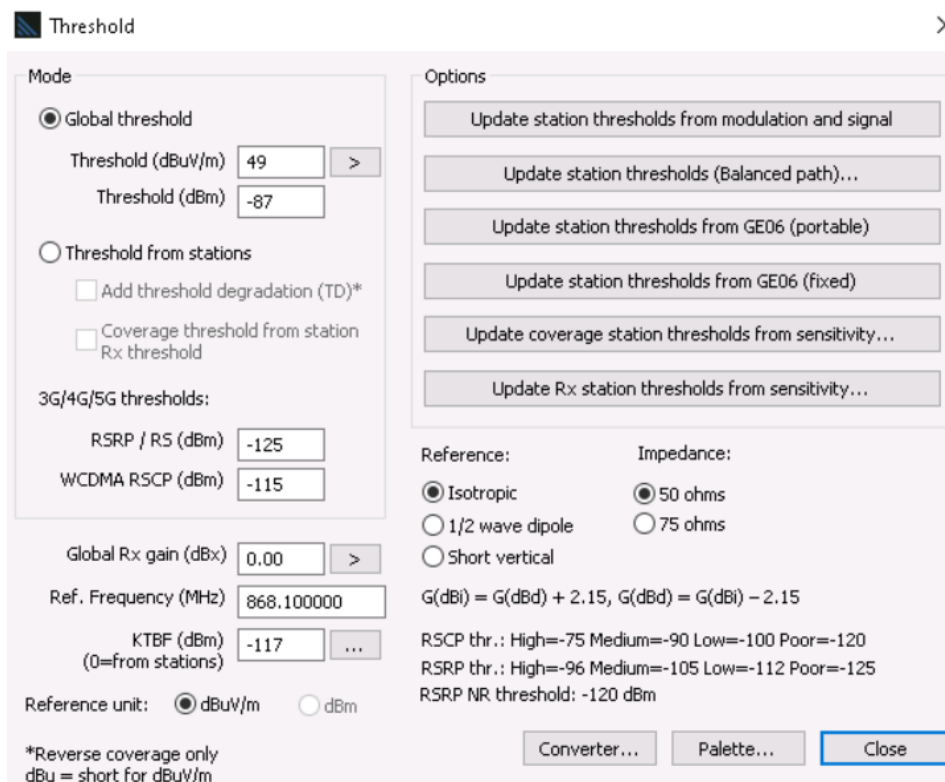 Threshold
Mode
Global threshold
Threshold (dBuV/m) 49 >
Threshold (dBm) -87
Threshold from stations
Add threshold degradation (TD)*
Coverage threshold from station
Rx threshold
3G/4G/5G thresholds:
RSRP / RS (dBm) -125
WCDMA RSCP (dBm) -115
Global Rx gain (dBx) 0.00 >
Ref. Frequency (MHz) 868.100000
KTBF (dBm) -117 ...
(0=from stations)
Reference unit: dBuV/m dBm
*Reverse coverage only
dBu = short for dBuV/m
Options
Update station thresholds from modulation and signal
Update station thresholds (Balanced path)...
Update station thresholds from GE06 (portable)
Update station thresholds from GE06 (fixed)
Update coverage station thresholds from sensitivity...
Update Rx station thresholds from sensitivity...
Reference: Impedance:
Isotropic 50 ohms
1/2 wave dipole 75 ohms
Short vertical
G(dBi) = G(dBd) + 2.15, G(dBd) = G(dBi) - 2.15
RSCP thr.: High=-75 Medium=-90 Low=-100 Poor=-120
RSRP thr.: High=-96 Medium=-105 Low=-112 Poor=-125
RSRP NR threshold: -120 dBm
Converter... Palette... Close